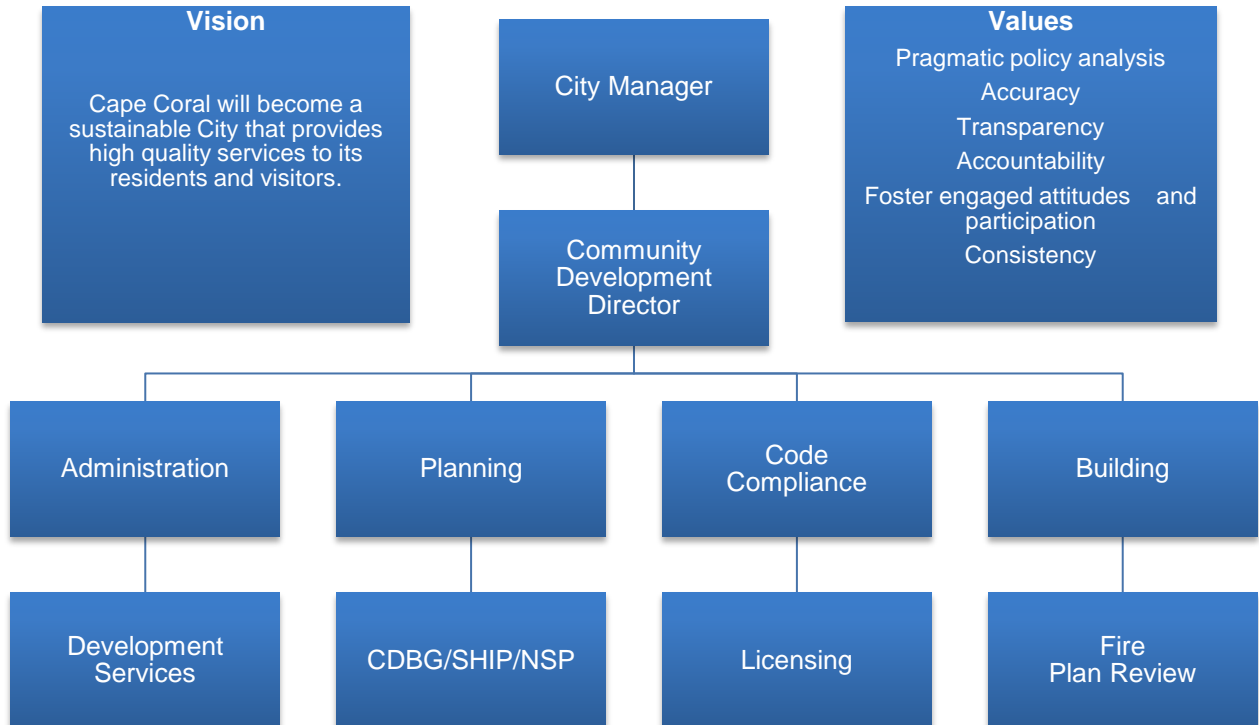 Vision
Cape Coral will become a
sustainable City that provides
high quality services to its
residents and visitors.
City Manager
Values
Pragmatic policy analysis
Accuracy
Transparency
Accountability
Foster engaged attitudes and
participation
Consistency
Community
Development
Director
Administration
Planning
Code
Compliance
Building
Development
Services
CDBG/SHIP/NSP
Licensing
Fire
Plan Review